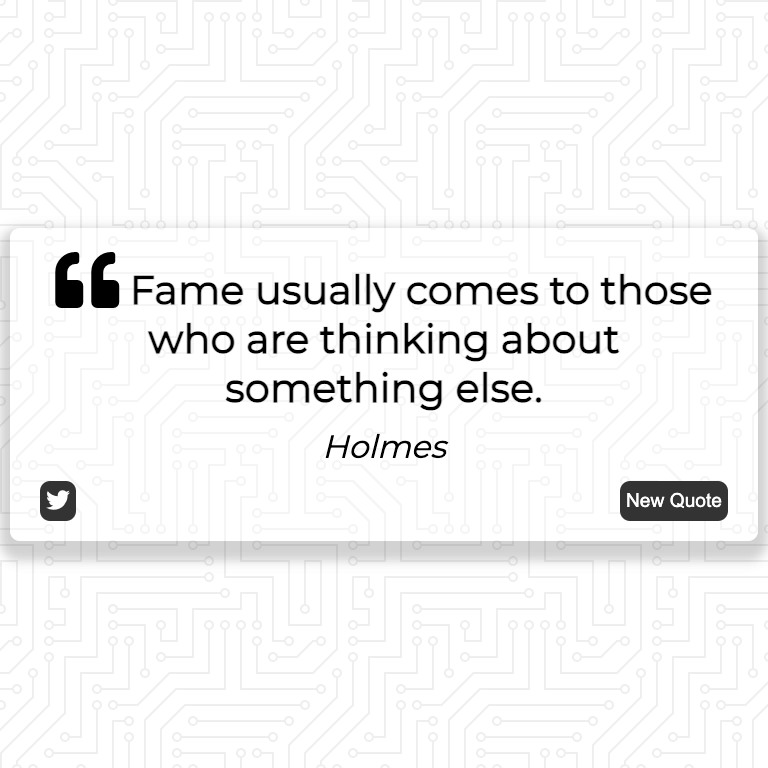 Fame usually comes to those
who are thinking about
something else.
Holmes
New Quote